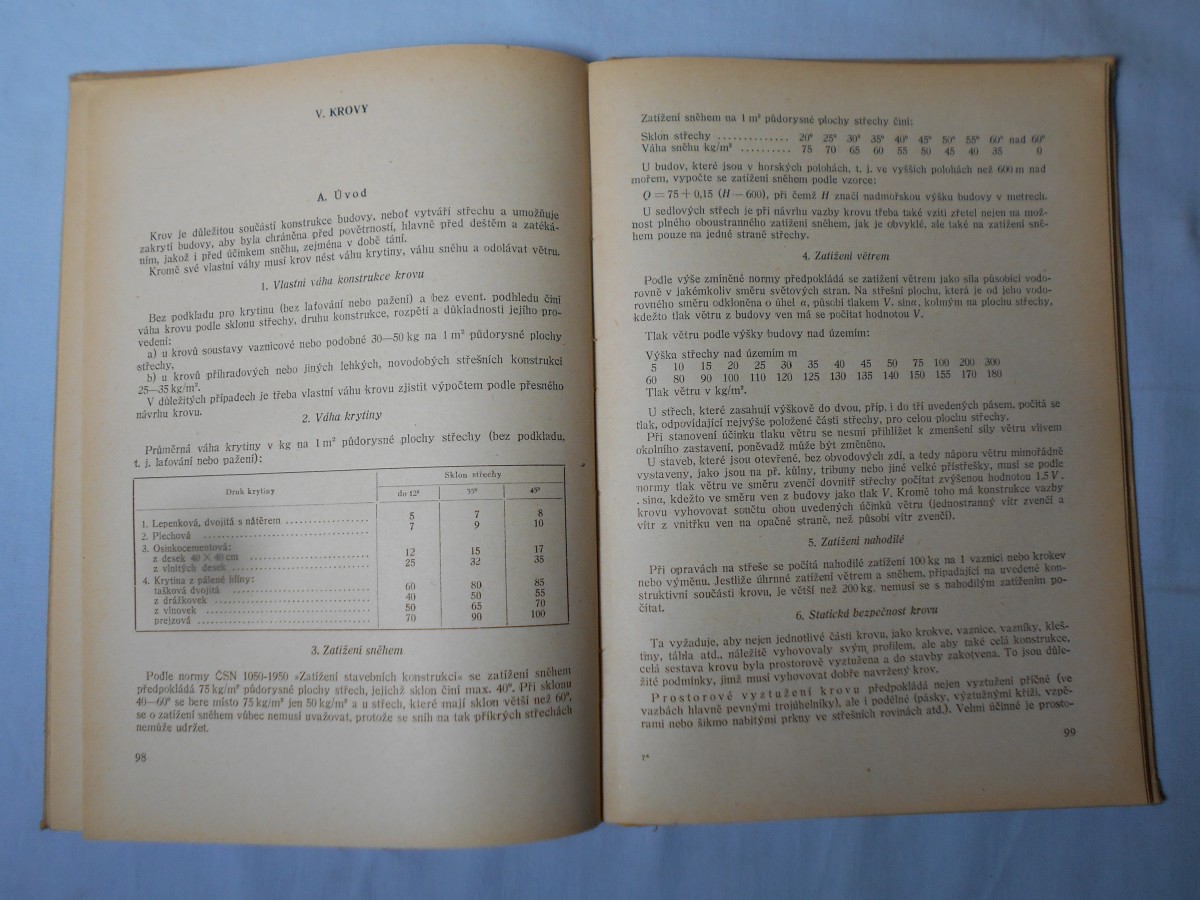 V. KROVY
A. Úvod
Krov je důležitou součástí konstrukce budovy, neboť vytváří střechu a umožňuje
zakrytí budovy, aby byla chráněna před povětrností, hlavně před deštěm a zatéká-
ním, jakož i před účinkem sněhu, zejména v době tání.
Kromě své vlastní váhy musí krov nést váhu krytiny, váhu sněhu a odolávat větru.
1. Vlastní váha konstrukce krovu
Bez podkladu pro krytinu (bez laťování nebo pažení) a bez event. podhledu činí
váha krovu podle sklonu střechy, druhu konstrukce, rozpětí a důkladnosti jejího pro-
vedení:
a) u krovů soustavy vaznicové nebo podobné 30—50 kg na 1 m² půdorysné plochy
střechy,
b) u krovů příhradových nebo jiných lehkých, novodobých střešních konstrukcí
25—35 kg/m².
V důležitých případech je třeba vlastní váhu krovu zjistit výpočtem podle přesného
návrhu krovu.
2. Váha krytiny
Průměrná váha krytiny v kg na 1 m² půdorysné plochy střechy (bez podkladu,
t. j. laťování nebo pažení):
Druh krytiny Sklon střechy
do 12° 35° 45°
1. Lepenková, dvojitá s nátěrem 5 7 8
2. Plechová 7 9 10
3. Osinkocementová:
z desek 40 × 40 cm 12 15 17
z vlnitých desek 25 32 35
4. Krytina z pálené hlíny:
tašková dvojitá 60 80 85
z drážkovek 40 50 55
z vlnovek 50 65 70
prejzová 70 90 100
3. Zatížení sněhem
Podle normy ČSN 1050-1950 »Zatížení stavebních konstrukcí« se zatížení sněhem
předpokládá 75 kg/m² půdorysné plochy střech, jejichž sklon činí max. 40°. Při sklonu
40—60° se bere místo 75 kg/m² jen 50 kg/m² a u střech, které mají sklon větší než 60°,
se o zatížení sněhem vůbec nemusí uvažovat, protože se sníh na tak příkrých střechách
nemůže udržet.
98
Zatížení sněhem na 1 m² půdorysné plochy střechy činí:
Sklon střechy .............. 20° 25° 30° 35° 40° 45° 50° 55° 60° nad 60°
Váha sněhu kg/m² .......... 75 70 65 60 55 50 45 40 35 0
U budov, které jsou v horských polohách, t. j. ve vyšších polohách než 600 m nad
mořem, vypočte se zatížení sněhem podle vzorce:
Q = 75 + 0,15 (H — 600), při čemž H značí nadmořskou výšku budovy v metrech.
U sedlových střech je při návrhu vazby krovu třeba také vzíti zřetel nejen na mož-
nost plného oboustranného zatížení sněhem, jak je obvyklé, ale také na zatížení sně-
hem pouze na jedné straně střechy.
4. Zatížení větrem
Podle výše zmíněné normy předpokládá se zatížení větrem jako síla působící vodo-
rovně v jakémkoliv směru světových stran. Na střešní plochu, která je od jeho vodo-
rovného směru odkloněna o úhel α, působí tlakem V. sinα, kolmým na plochu střechy,
kdežto tlak větru z budovy ven má se počítat hodnotou V.
Tlak větru podle výšky budovy nad územím:
Výška střechy nad územím m
5 10 15 20 25 30 35 40 45 50 75 100 200 300
60 80 90 100 110 120 125 130 135 140 150 155 170 180
Tlak větru v kg/m².
U střech, které zasahují výškově do dvou, příp. i do tří uvedených pásem, počítá se
tlak, odpovídající nejvýše položené části střechy, pro celou plochu střechy.
Při stanovení účinku tlaku větru se nesmí přihlížet k zmenšení síly větru vlivem
okolního zastavení, poněvadž může být změněno.
U staveb, které jsou otevřené, bez obvodových zdí, a tedy náporu větru mimořádně
vystaveny, jako jsou na př. kůlny, tribuny nebo jiné velké přístřešky, musí se podle
normy tlak větru ve směru zvenčí dovnitř střechy počítat zvýšenou hodnotou 1,5 V .
. sinα, kdežto ve směru ven z budovy jako tlak V. Kromě toho má konstrukce vazby
krovu vyhovovat součtu obou uvedených účinků větru (jednostranný vítr zvenčí a
vítr z vnitřku ven na opačné straně, než působí vítr zvenčí).
5. Zatížení nahodilé
Při opravách na střeše se počítá nahodilé zatížení 100 kg na 1 vaznici nebo krokev
nebo výměnu. Jestliže úhrnné zatížení větrem a sněhem, připadající na uvedené kon-
struktivní součásti krovu, je větší než 200 kg, nemusí se s nahodilým zatížením po-
čítat.
6. Statická bezpečnost krovu
Ta vyžaduje, aby nejen jednotlivé části krovu, jako krokve, vaznice, vazníky, kleš-
tiny, táhla atd., náležitě vyhovovaly svým profilem, ale aby také celá konstrukce,
celá sestava krovu byla prostorově vyztužena a do stavby zakotvena. To jsou důle-
žité podmínky, jimž musí vyhovovat dobře navržený krov.
Prostorové vyztužení krovu předpokládá nejen vyztužení příčné (ve
vazbách hlavně pevnými trojúhelníky), ale i podélné (pásky, výztužnými kříži, vzpě-
rami nebo šikmo nabitými prkny ve střešních rovinách atd.). Velmi účinné je prosto-
7*
99